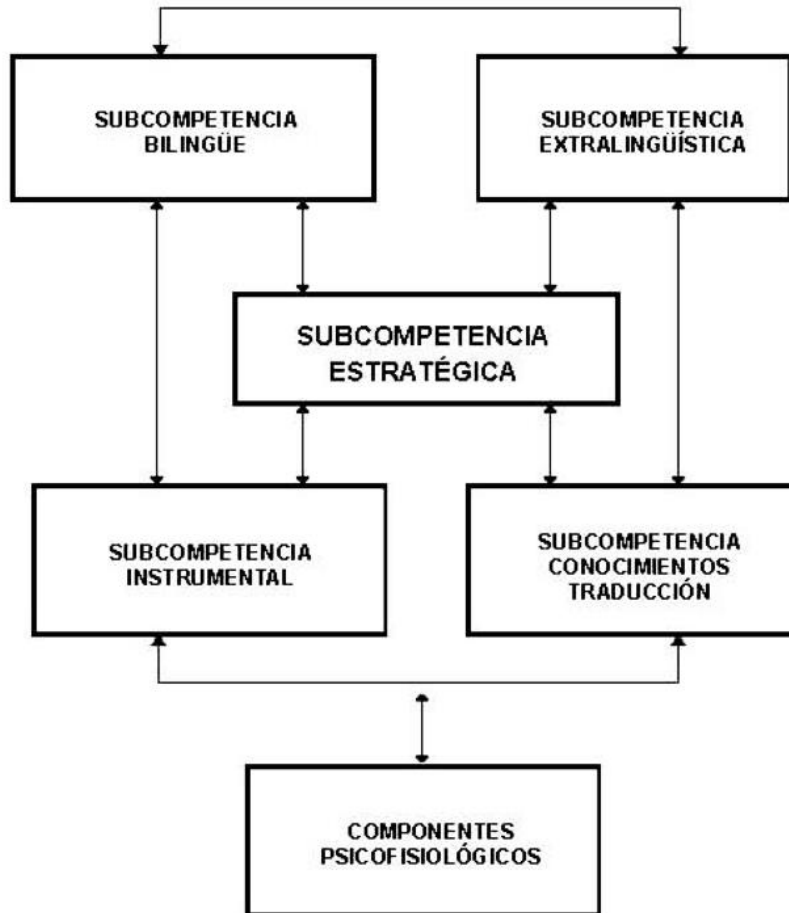 SUBCOMPETENCIA
BILINGÜE
SUBCOMPETENCIA
EXTRALINGÜÍSTICA
SUBCOMPETENCIA
ESTRATÉGICA
SUBCOMPETENCIA
INSTRUMENTAL
SUBCOMPETENCIA
CONOCIMIENTOS
TRADUCCIÓN
COMPONENTES
PSICOFISIOLÓGICOS